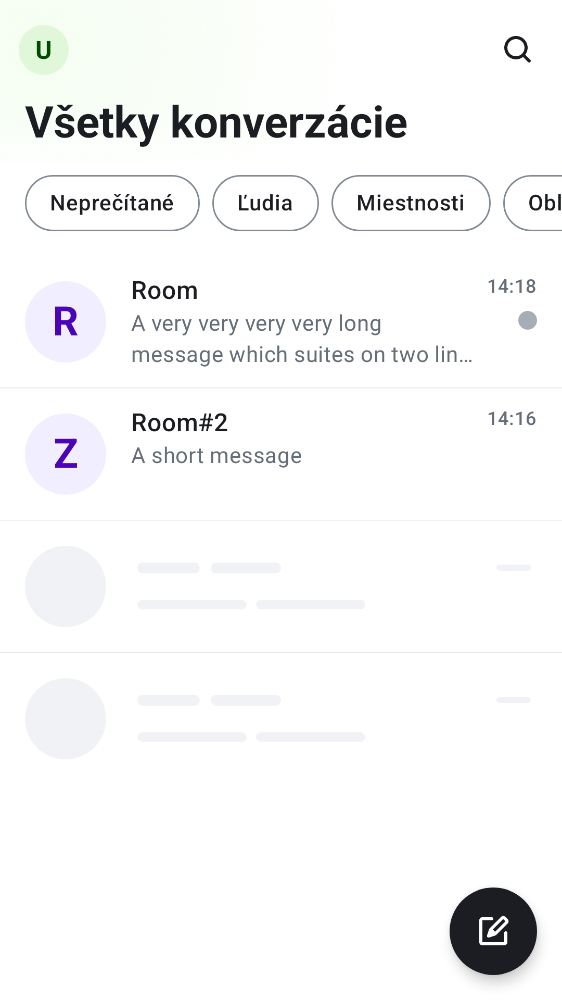 U
Všetky konverzácie
Neprečítané
Ľudia
Miestnosti
Obl
R
Room
14:18
A very very very very long
message which suites on two lin…
Z
Room#2
14:16
A short message